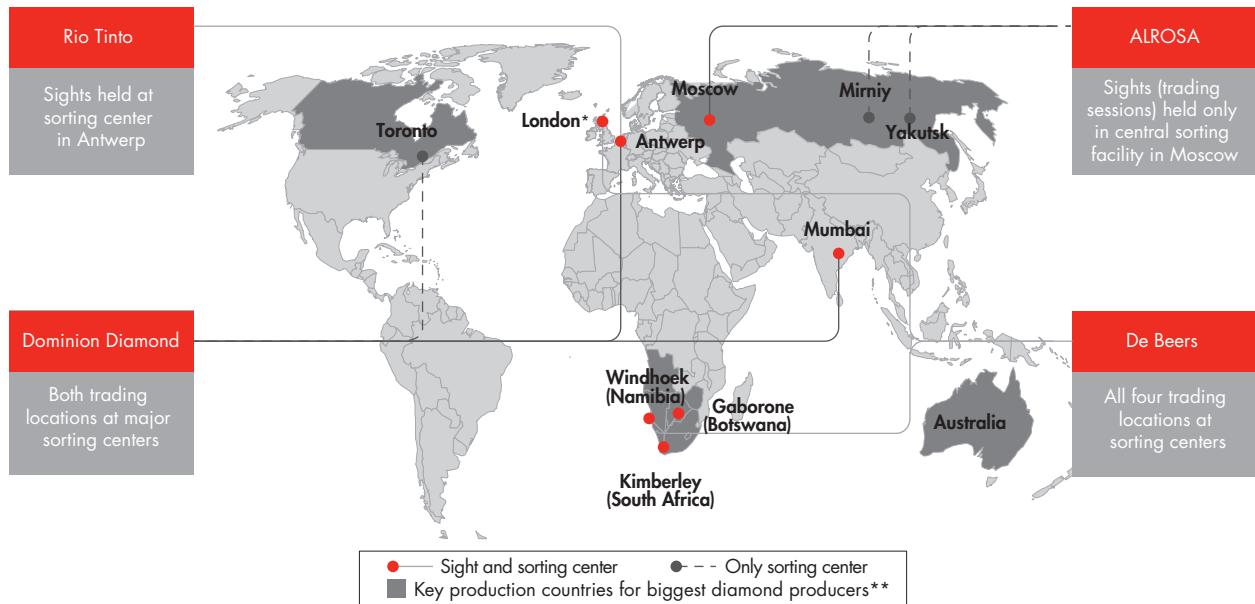 Rio Tinto
Sights held at
sorting center
in Antwerp
ALROSA
Sights (trading
sessions) held only
in central sorting
facility in Moscow
Toronto
London*
Antwerp
Moscow
Mirniy
Yakutsk
Mumbai
Dominion Diamond
Both trading
locations at major
sorting centers
De Beers
All four trading
locations at
sorting centers
Windhoek
(Namibia)
Gaborone
(Botswana)
Kimberley
(South Africa)
Australia
Sight and sorting center
Only sorting center
Key production countries for biggest diamond producers**